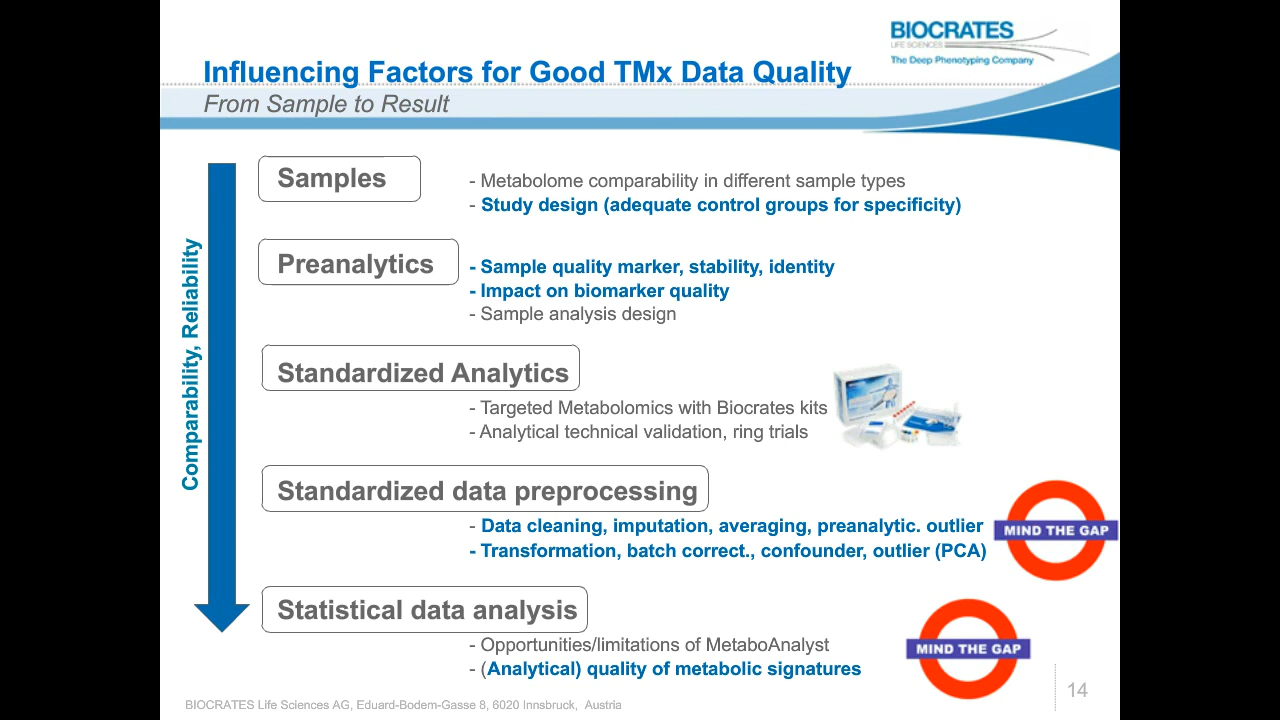 BIOCRATES
LIFE SCIENCES
The Deep Phenotyping Company
Influencing Factors for Good TMx Data Quality
From Sample to Result
Comparability, Reliability
Samples
- Metabolome comparability in different sample types
- Study design (adequate control groups for specificity)
Preanalytics
- Sample quality marker, stability, identity
- Impact on biomarker quality
- Sample analysis design
Standardized Analytics
- Targeted Metabolomics with Biocrates kits
- Analytical technical validation, ring trials
Standardized data preprocessing
- Data cleaning, imputation, averaging, preanalytic. outlier
- Transformation, batch correct., confounder, outlier (PCA)
MIND THE GAP
Statistical data analysis
- Opportunities/limitations of MetaboAnalyst
- (Analytical) quality of metabolic signatures
MIND THE GAP
BIOCRATES Life Sciences AG, Eduard-Bodem-Gasse 8, 6020 Innsbruck, Austria
14